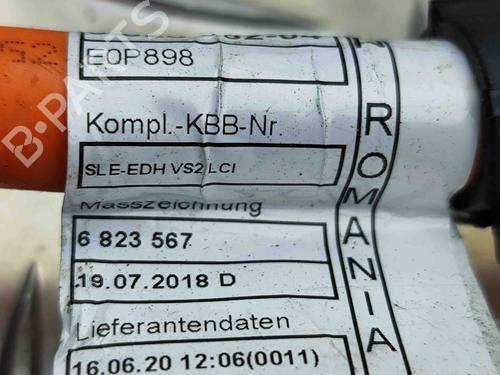 E0P898
Kompl.-KBB-Nr.
SLE-EDH VS2 LCI
Masszeichnung
6 823 567
19.07.2018 D
Lieferantendaten
16.06.20 12:06(0011)
ROMANIA
B-PARTS